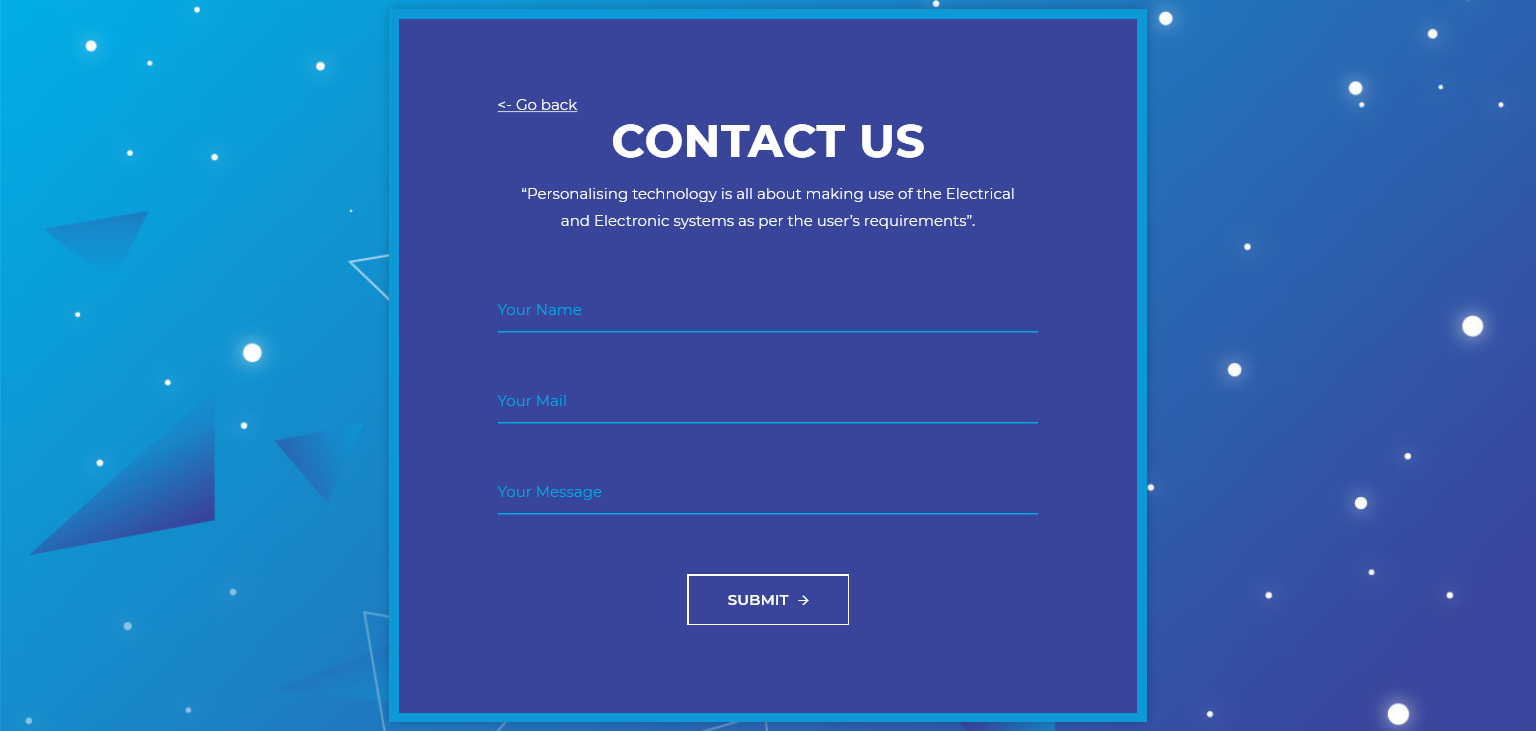 <- Go back
CONTACT US
“Personalising technology is all about making use of the Electrical
and Electronic systems as per the user’s requirements”.
Your Name
Your Mail
Your Message
SUBMIT →